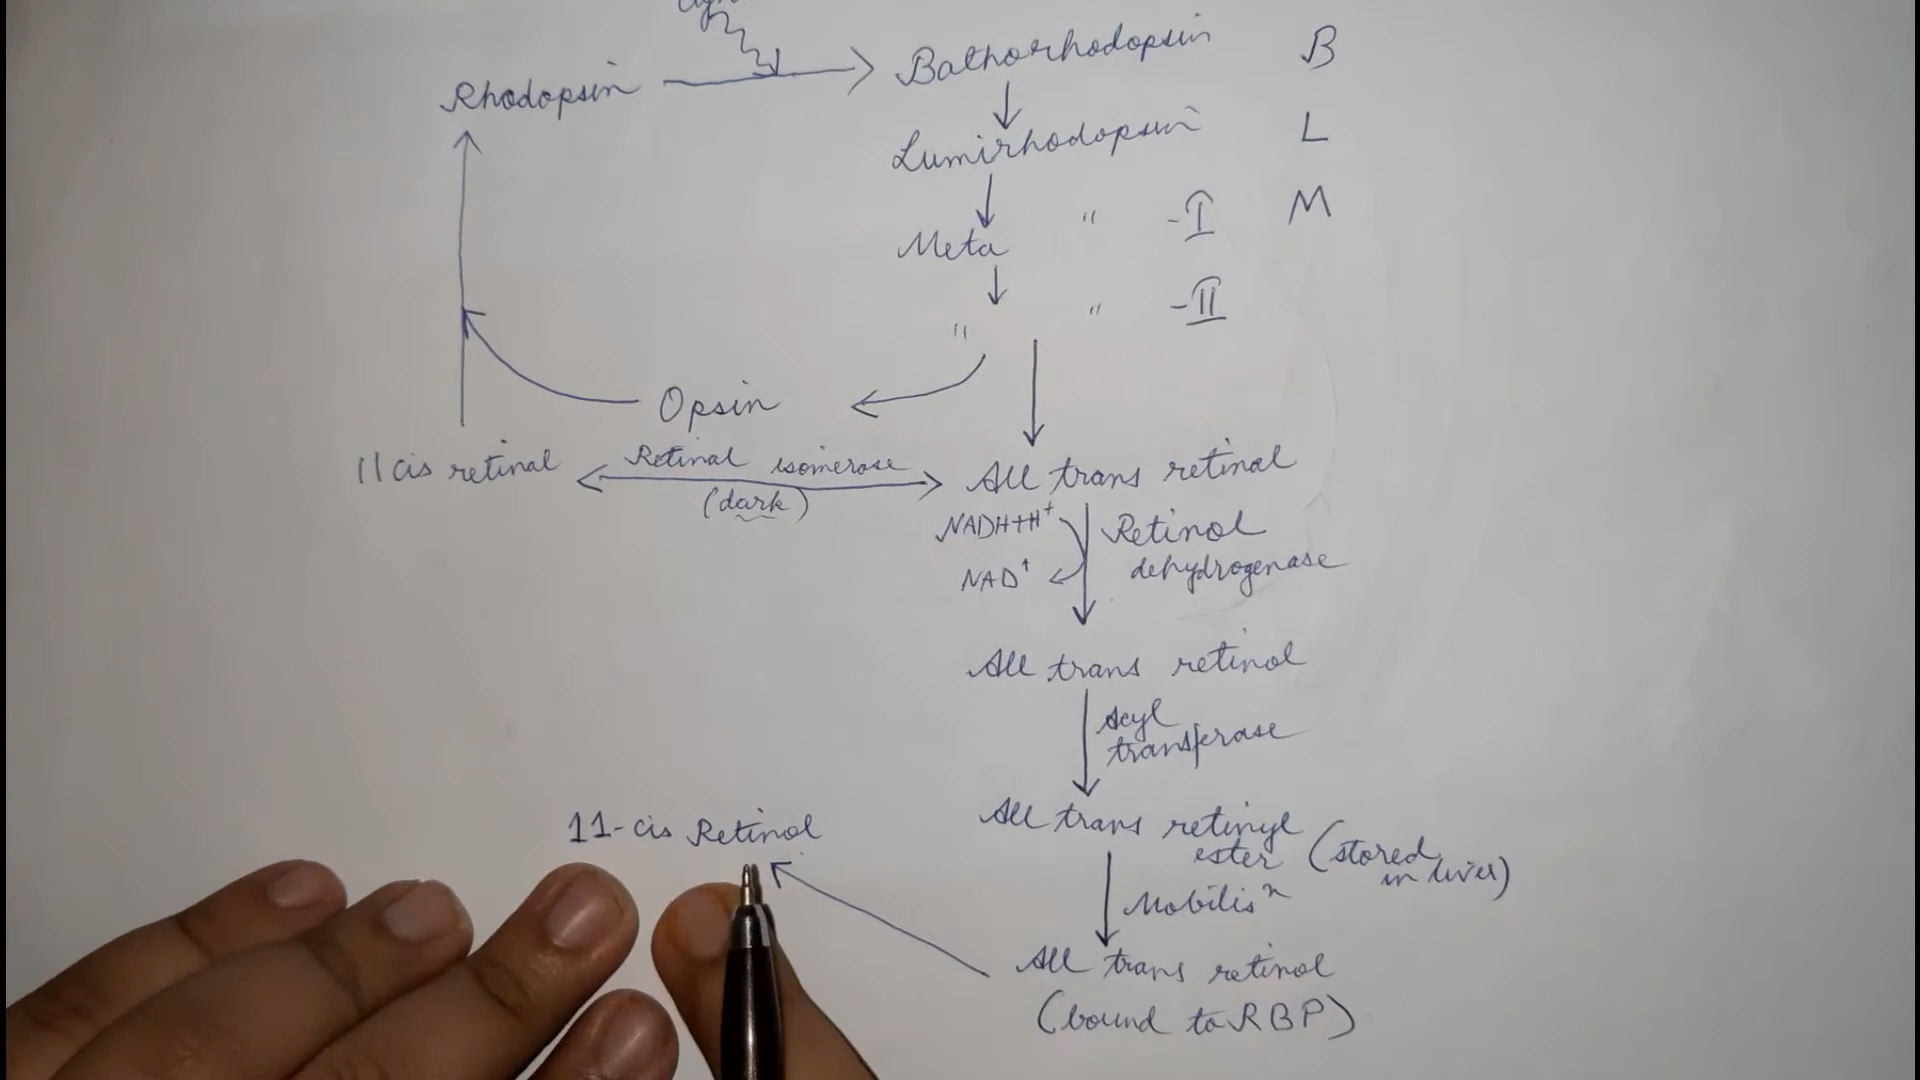 Rhodopsin
Bathorhodopsin B
Lumirhodopsin L
Meta " -I M
" " -II
Opsin
11 cis retinal
Retinal isomerase
(dark)
All trans retinal
NADH+H+
NAD+
Retinol
dehydrogenase
All trans retinol
Acyl
transferase
All trans retinyl
ester (stored
in liver)
Mobilisn
All trans retinol
(bound to RBP)
11-cis Retinol